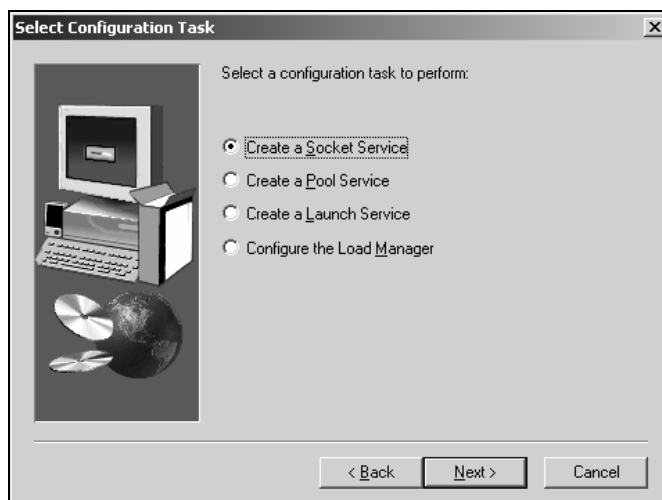 Select Configuration Task
Select a configuration task to perform:
Create a Socket Service
Create a Pool Service
Create a Launch Service
Configure the Load Manager
< Back
Next >
Cancel